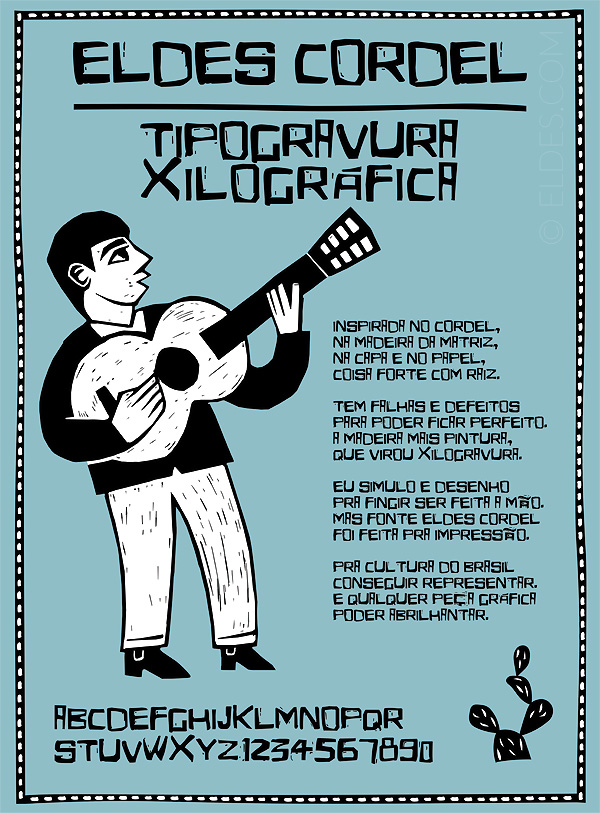 ELDES CORDEL
TIPOGRAVURA
XILOGRÁFICA
© ELDES.COM
INSPIRADA NO CORDEL,
NA MADEIRA DA MATRIZ,
NA CAPA E NO PAPEL,
COISA FORTE COM RAIZ.
TEM FALHAS E DEFEITOS
PARA PODER FICAR PERFEITO.
A MADEIRA MAIS PINTURA,
QUE VIROU XILOGRAVURA.
EU SIMULO E DESENHO
PRA FINGIR SER FEITA A MÃO.
MAS FONTE ELDES CORDEL
FOI FEITA PRA IMPRESSÃO.
PRA CULTURA DO BRASIL
CONSEGUIR REPRESENTAR.
E QUALQUER PEÇA GRÁFICA
PODER ABRILHANTAR.
ABCDEFGHIJKLMNOPQR
STUVWXYZ1234567890